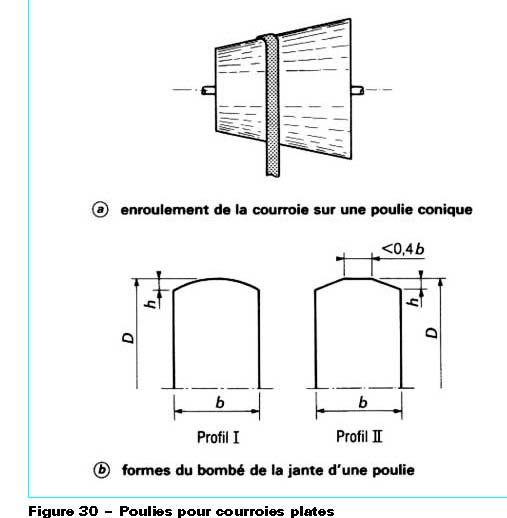 ⓐ enroulement de la courroie sur une poulie conique
<0,4b
h
D
b
Profil I
h
D
b
Profil II
ⓑ formes du bombé de la jante d'une poulie
Figure 30 – Poulies pour courroies plates